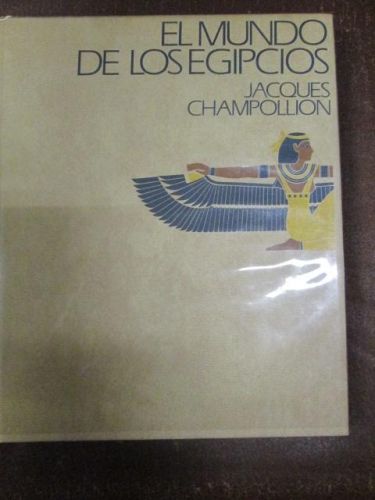 EL MUNDO
DE LOS EGIPCIOS
JACQUES
CHAMPOLLION